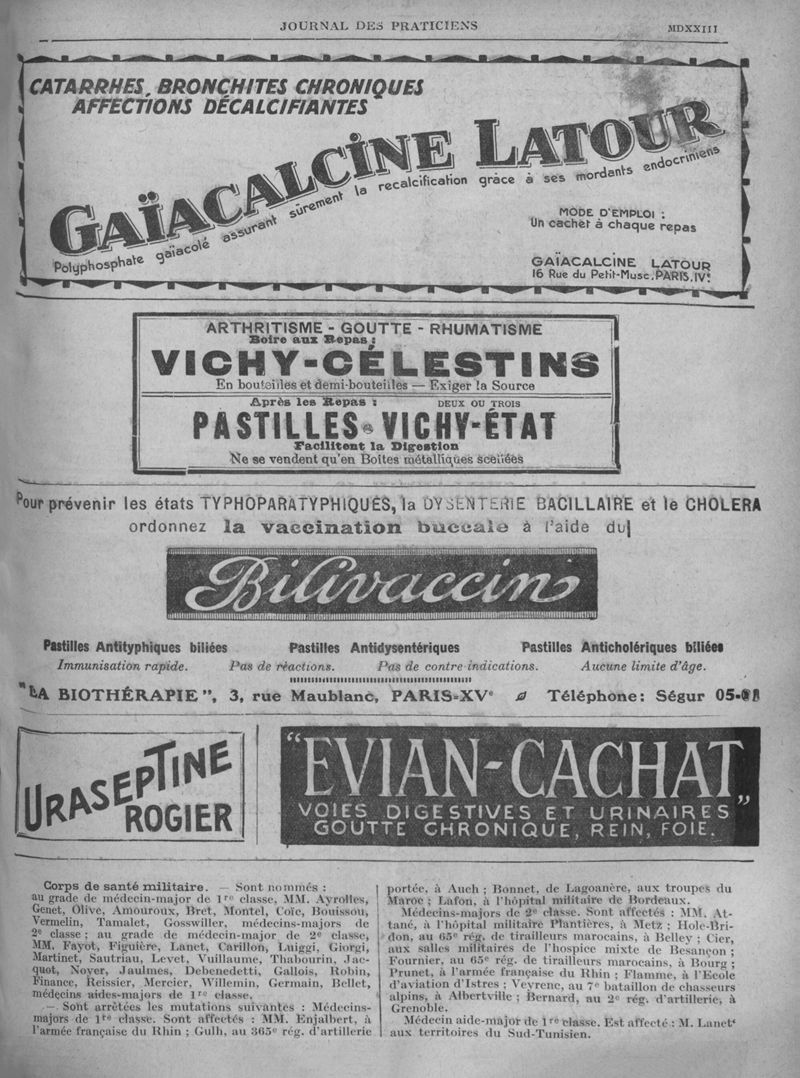 JOURNAL DES PRATICIENS
MDXXIII
CATARRHES, BRONCHITES CHRONIQUES
AFFECTIONS DÉCALCIFIANTES
GAÏACALCINE LATOUR
Polyphosphate gaïacolé assurant sûrement la recalcification grâce à ses mordants endocriniens
MODE D'EMPLOI :
Un cachet à chaque repas
GAÏACALCINE LATOUR
16 Rue du Petit-Musc. PARIS. IVe
ARTHRITISME - GOUTTE - RHUMATISME
Boire aux Repas :
VICHY-CÉLESTINS
En bouteilles et demi-bouteilles — Exiger la Source
Après les Repas : DEUX OU TROIS
PASTILLES VICHY-ÉTAT
Facilitent la Digestion
Ne se vendent qu'en Boîtes métalliques scellées
Pour prévenir les états TYPHOPARATYPHIQUES, la DYSENTERIE BACILLAIRE et le CHOLERA
ordonnez la vaccination buccale à l'aide du
Bilivaccin
Pastilles Antityphiques biliées Pastilles Antidysentériques Pastilles Anticholériques biliées
Immunisation rapide. Pas de réactions. Pas de contre indications. Aucune limite d'âge.
"LA BIOTHÉRAPIE", 3, rue Maublanc, PARIS-XVe Téléphone: Ségur 05-
URASEPTINE
ROGIER
"EVIAN-CACHAT"
VOIES DIGESTIVES ET URINAIRES
GOUTTE CHRONIQUE, REIN, FOIE.
Corps de santé militaire. — Sont nommés :
au grade de médecin-major de 1re classe, MM. Ayrolles,
Genet, Olive, Amouroux, Bret, Montel, Coïc, Bouissou,
Vermelin, Tamalet, Gosswiller, médecins-majors de
2e classe ; au grade de médecin-major de 2e classe,
MM. Fayot, Figuière, Lanet, Carillon, Luiggi, Giorgi,
Martinet, Sautriau, Levet, Vuillaume, Thabourin, Jac-
quot, Noyer, Jaulmes, Debenedetti, Gallois, Robin,
Finance, Reissier, Mercier, Willemin, Germain, Bellet,
médecins aides-majors de 1re classe.
— Sont arrêtées les mutations suivantes : Médecins-
majors de 1re classe. Sont affectés : MM. Enjalbert, à
l'armée française du Rhin ; Gulh, au 365e rég. d'artillerie
portée, à Auch ; Bonnet, de Lagoanère, aux troupes du
Maroc ; Lafon, à l'hôpital militaire de Bordeaux.
Médecins-majors de 2e classe. Sont affectés : MM. At-
tané, à l'hôpital militaire Plantières, à Metz ; Hole-Bri-
don, au 65e rég. de tirailleurs marocains, à Belley ; Cier,
aux salles militaires de l'hospice mixte de Besançon ;
Fournier, au 65e rég. de tirailleurs marocains, à Bourg ;
Prunet, à l'armée française du Rhin ; Flamme, à l'Ecole
d'aviation d'Istres ; Veyrenc, au 7e bataillon de chasseurs
alpins, à Albertville ; Bernard, au 2e rég. d'artillerie, à
Grenoble.
Médecin aide-major de 1re classe. Est affecté : M. Lanet
aux territoires du Sud-Tunisien.